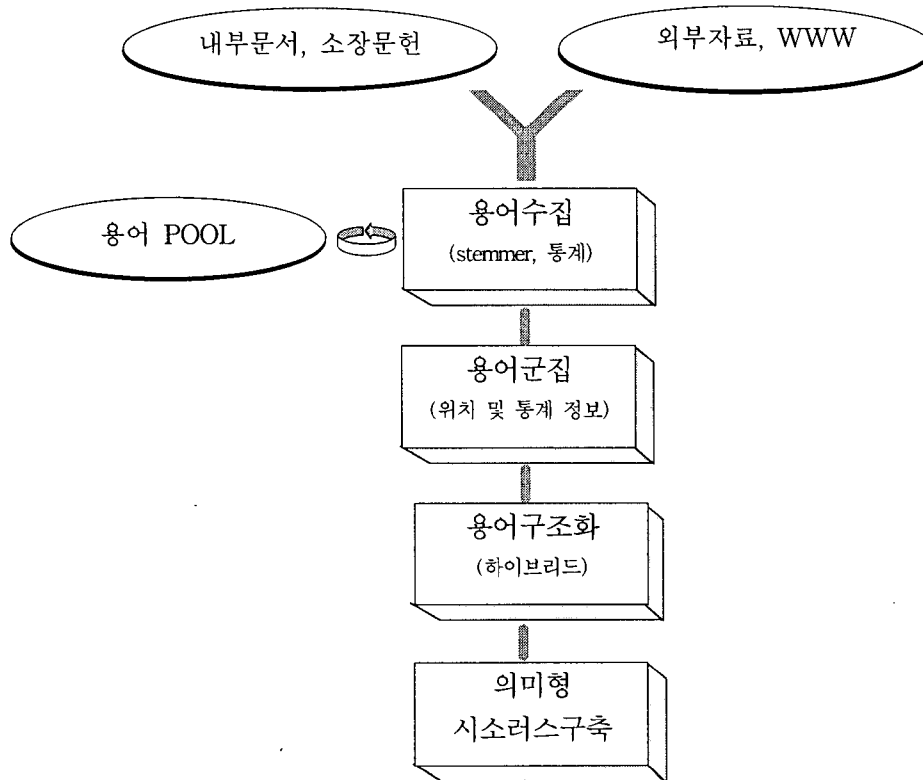 내부문서, 소장문헌
외부자료, WWW
용어 POOL
용어수집
(stemmer, 통계)
용어군집
(위치 및 통계 정보)
용어구조화
(하이브리드)
의미형
시소러스구축